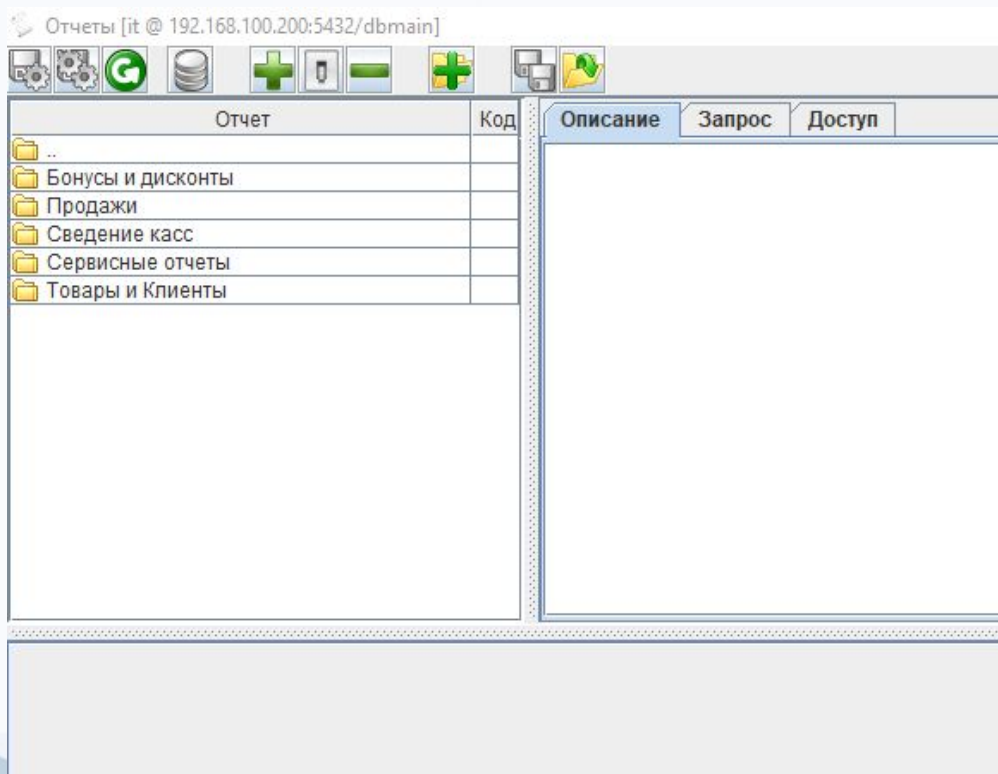 Отчеты [it @ 192.168.100.200:5432/dbmain]
Отчет Код Описание Запрос Доступ
..
Бонусы и дисконты
Продажи
Сведение касс
Сервисные отчеты
Товары и Клиенты